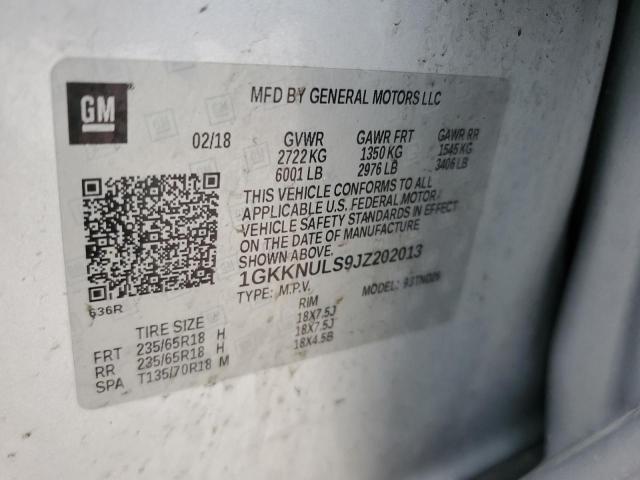 GM
MFD BY GENERAL MOTORS LLC
02/18 GVWR GAWR FRT GAWR RR
2722 KG 1350 KG 1545 KG
6001 LB 2976 LB 3406 LB
THIS VEHICLE CONFORMS TO ALL
APPLICABLE U.S. FEDERAL MOTOR
VEHICLE SAFETY STANDARDS IN EFFECT
ON THE DATE OF MANUFACTURE
SHOWN ABOVE.
1GKKNULS9JZ202013
TYPE: M.P.V. MODEL:
636R
TIRE SIZE RIM
FRT 235/65R18 H 18X7.5J
RR 235/65R18 H 18X7.5J
SPA T135/70R18 M 18X4.5B